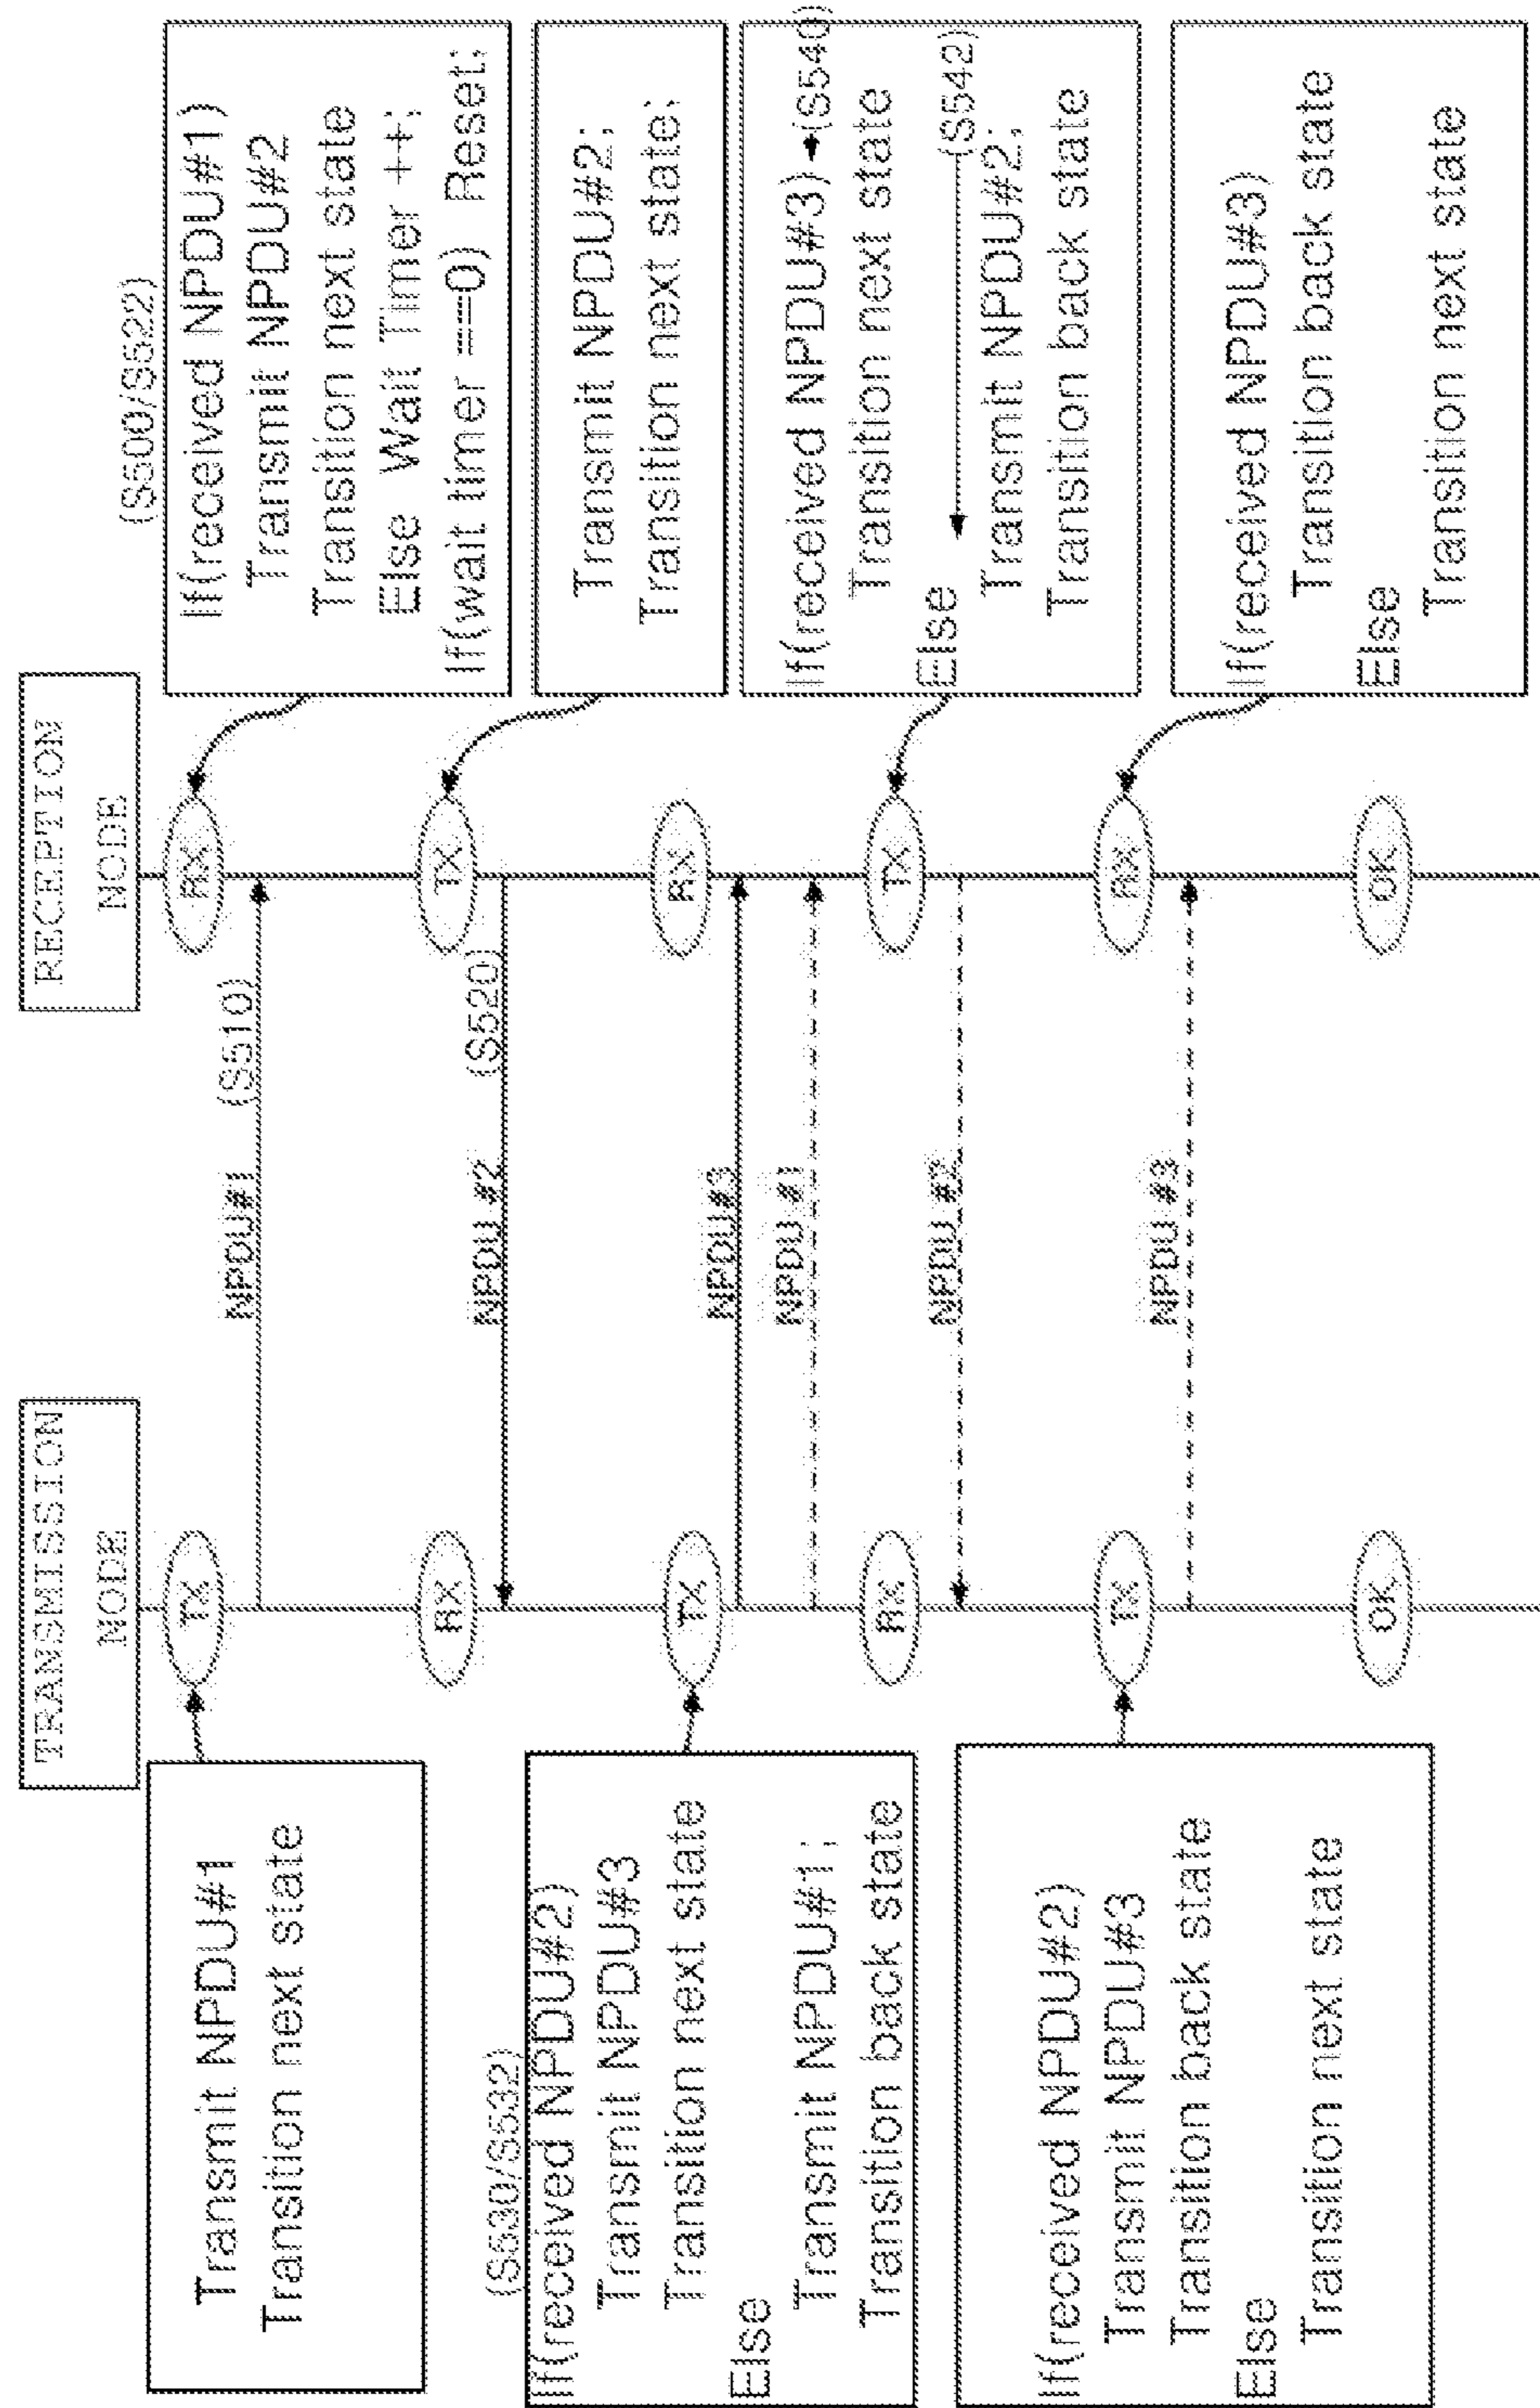 TRANSMISSION
NODE
RECEPTION
NODE
Transmit NPDU#1
Transition next state
(S530/S532)
If(received NPDU#2)
Transmit NPDU#3
Transition next state
Else
Transmit NPDU#1;
Transition back state
If(received NPDU#2)
Transmit NPDU#3
Transition back state
Else
Transition next state
TX
RX
TX
RX
TX
OK
NPDU#1 (S510)
NPDU #2 (S520)
NPDU#3
NPDU #1
NPDU #2
NPDU #3
RX
TX
RX
TX
RX
OK
(S500/S522)
If(received NPDU#1)
Transmit NPDU#2
Transition next state
Else Wait Timer ++;
If(wait timer ==0) Reset;
Transmit NPDU#2;
Transition next state;
If(received NPDU#3) (S540)
Transition next state
Else (S542)
Transmit NPDU#2;
Transition back state
If(received NPDU#3)
Transition back state
Else
Transition next state